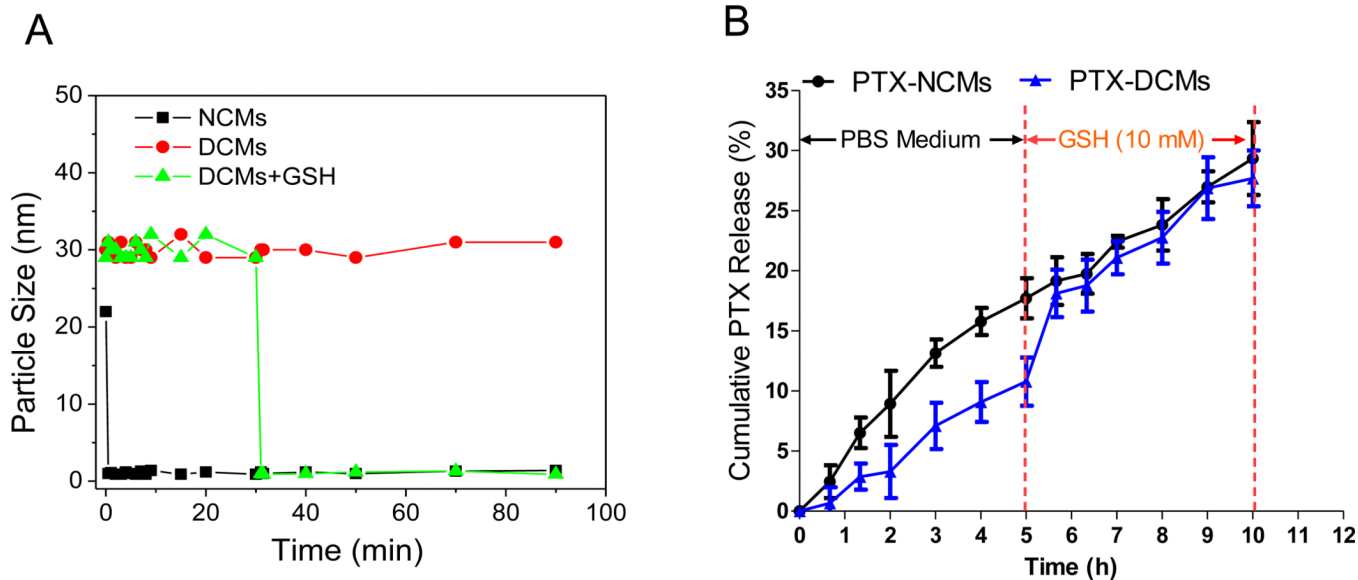 A
50
40
30
20
10
0
Particle Size (nm)
NCMs
DCMs
DCMs+GSH
0 20 40 60 80 100
Time (min)
B
PTX-NCMs PTX-DCMs
35
30
25
20
15
10
5
0
Cumulative PTX Release (%)
PBS Medium GSH (10 mM)
0 1 2 3 4 5 6 7 8 9 10 11 12
Time (h)